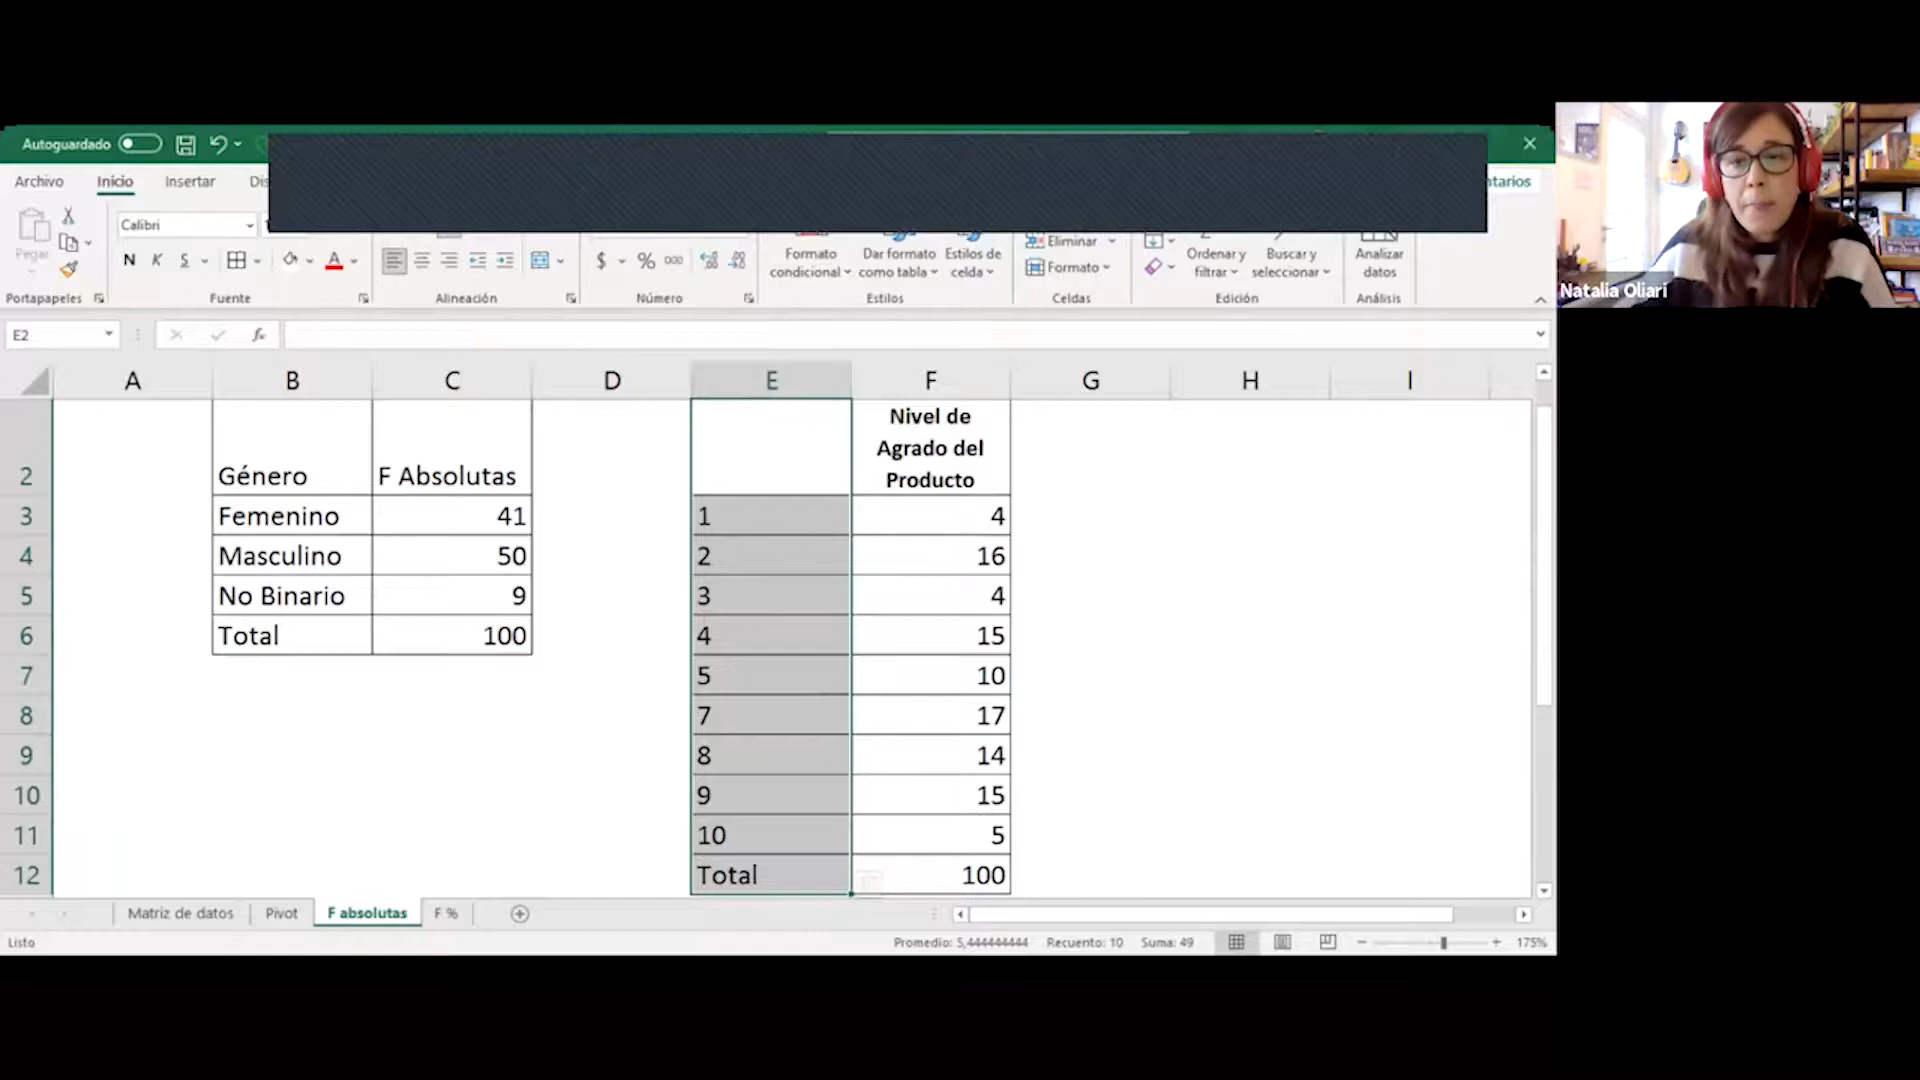 Autoguardado
Archivo Inicio Insertar Dis ntarios
Pegar
Calibri
N K S A $ % 000
Formato condicional
Dar formato como tabla
Estilos de celda
Eliminar
Formato
Ordenar y filtrar
Buscar y seleccionar
Analizar datos
Portapapeles Fuente Alineación Número Estilos Celdas Edición Análisis
E2 fx
A B C D E F G H I
Nivel de
Agrado del
2 Género F Absolutas Producto
3 Femenino 41 1 4
4 Masculino 50 2 16
5 No Binario 9 3 4
6 Total 100 4 15
7 5 10
8 7 17
9 8 14
10 9 15
11 10 5
12 Total 100
Matriz de datos Pivot F absolutas F %
Listo Promedio: 5,444444444 Recuento: 10 Suma: 49 175%
Natalia Oliari